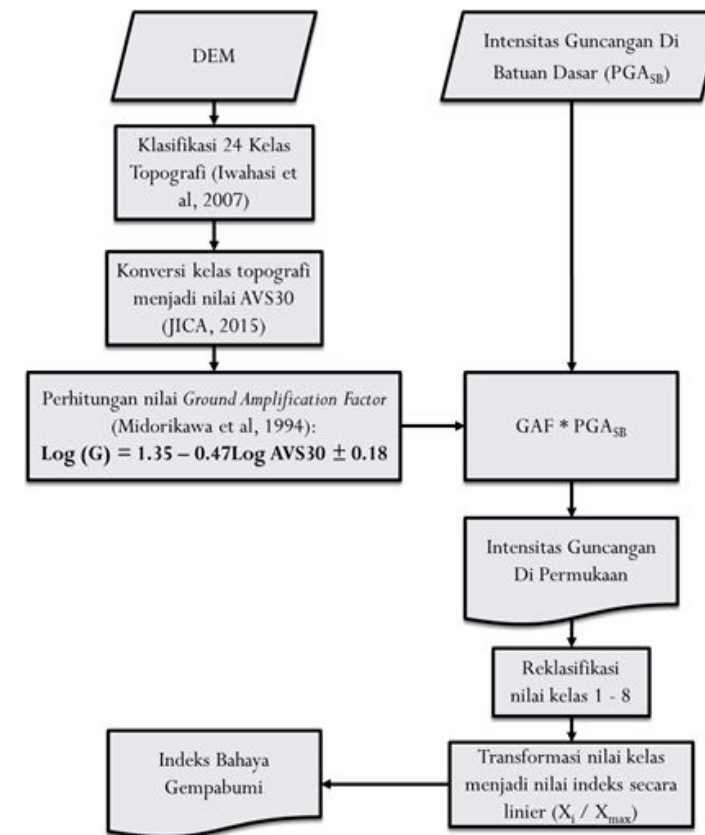 DEM
Intensitas Guncangan Di
Batuan Dasar (PGA_SB)
Klasifikasi 24 Kelas
Topografi (Iwahasi et
al, 2007)
Konversi kelas topografi
menjadi nilai AVS30
(JICA, 2015)
Perhitungan nilai Ground Amplification Factor
(Midorikawa et al, 1994):
Log (G) = 1.35 – 0.47Log AVS30 ± 0.18
GAF * PGA_SB
Intensitas Guncangan
Di Permukaan
Reklasifikasi
nilai kelas 1 - 8
Transformasi nilai kelas
menjadi nilai indeks secara
linier (X_i / X_max)
Indeks Bahaya
Gempabumi